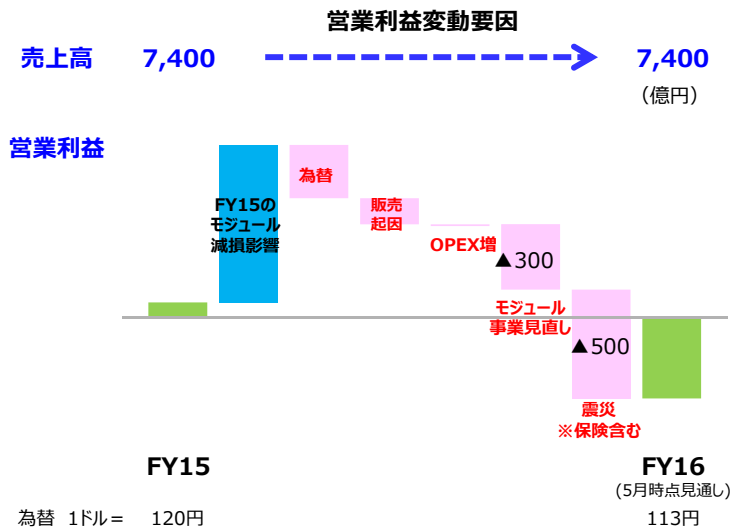 営業利益変動要因
売上高 7,400 7,400
（億円）
営業利益
為替
FY15の
モジュール
減損影響
販売
起因
OPEX増
▲300
モジュール
事業見直し
▲500
震災
※保険含む
FY15 FY16
(5月時点見通し)
為替 1ドル＝ 120円 113円